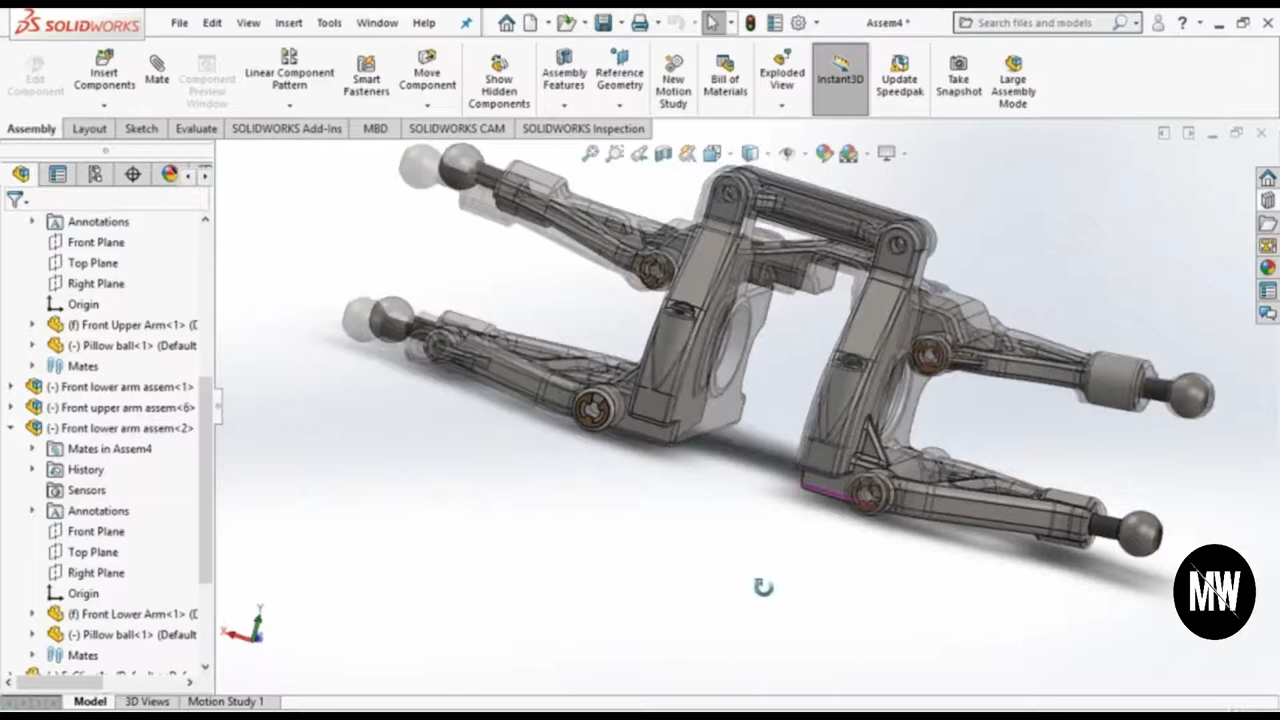 SOLIDWORKS File Edit View Insert Tools Window Help Assem4 * Search files and models ?
Edit Component
Insert Components
Mate
Component Preview Window
Linear Component Pattern
Smart Fasteners
Move Component
Show Hidden Components
Assembly Features
Reference Geometry
New Motion Study
Bill of Materials
Exploded View
Instant3D
Update Speedpak
Take Snapshot
Large Assembly Mode
Assembly Layout Sketch Evaluate SOLIDWORKS Add-Ins MBD SOLIDWORKS CAM SOLIDWORKS Inspection
Annotations
Front Plane
Top Plane
Right Plane
Origin
(f) Front Upper Arm<1> (D
(-) Pillow ball<1> (Default
Mates
(-) Front lower arm assem<1>
(-) Front upper arm assem<6>
(-) Front lower arm assem<2>
Mates in Assem4
History
Sensors
Annotations
Front Plane
Top Plane
Right Plane
Origin
(f) Front Lower Arm<1> (D
(-) Pillow ball<1> (Default
Mates
Y
X
MW
Model 3D Views Motion Study 1